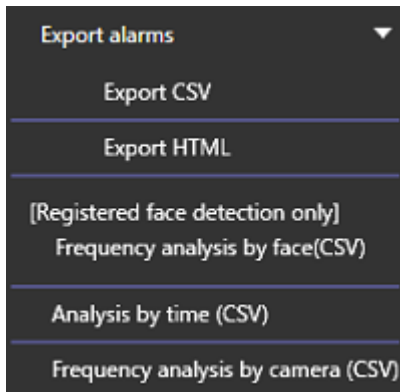 Export alarms
Export CSV
Export HTML
[Registered face detection only]
Frequency analysis by face(CSV)
Analysis by time (CSV)
Frequency analysis by camera (CSV)